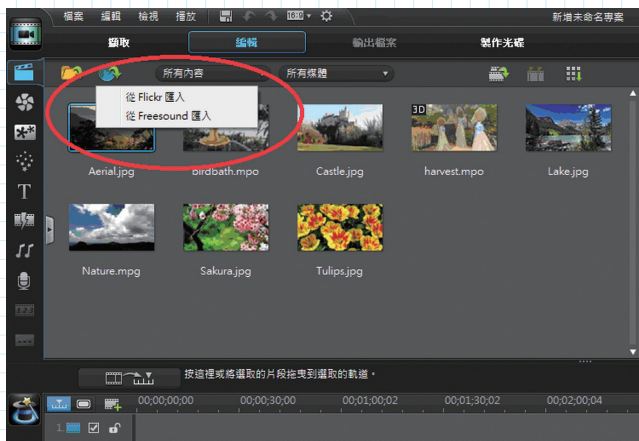 檔案 編輯 檢視 播放 16:9 新增未命名專案
擷取 編輯 輸出檔案 製作光碟
所有內容 所有媒體
從 Flickr 匯入
從 Freesound 匯入
3D
Aerial.jpg birdbath.mpo Castle.jpg harvest.mpo Lake.jpg
T
Nature.mpg Sakura.jpg Tulips.jpg
按這裡或將選取的片段拖曳到選取的軌道。
00;00;00;00 00;00;30;00 00;01;00;02 00;01;30;02 00;02;00;04
1.